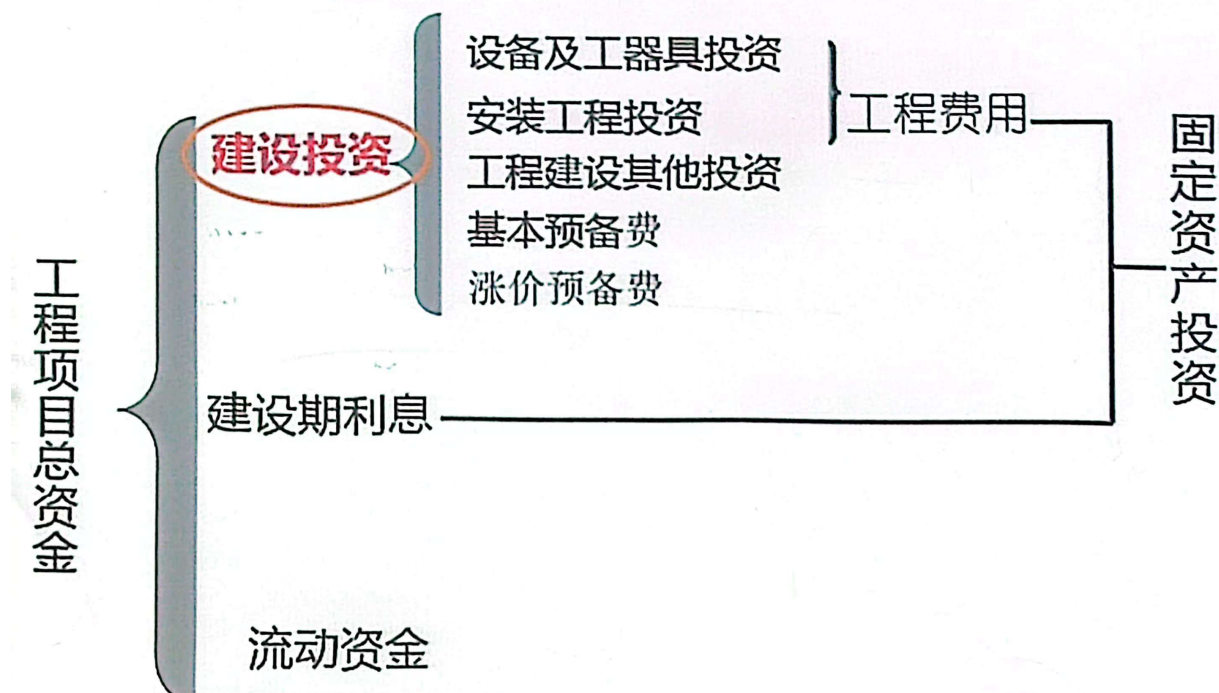 工程项目总资金
建设投资
设备及工器具投资
安装工程投资
工程建设其他投资
基本预备费
涨价预备费
工程费用
固定资产投资
建设期利息
流动资金